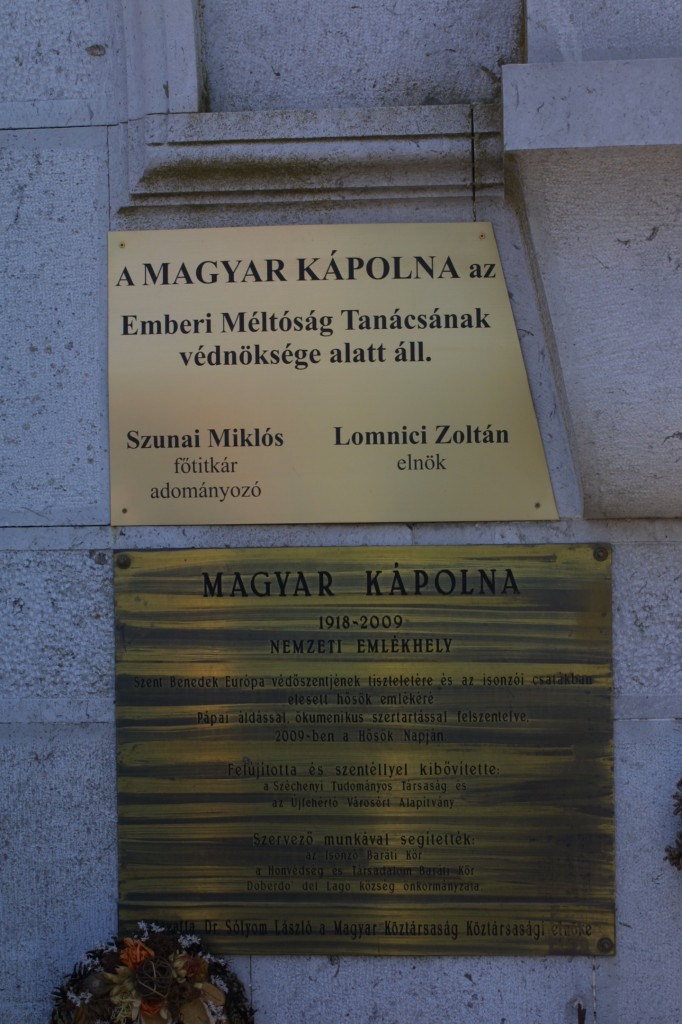 A MAGYAR KÁPOLNA az
Emberi Méltóság Tanácsának
védnöksége alatt áll.
Szunai Miklós
főtitkár
adományozó
Lomnici Zoltán
elnök
MAGYAR KÁPOLNA
1918-2009
NEMZETI EMLÉKHELY
Szent Benedek Európa védőszentjének tiszteletére és az isonzói csatákban
elesett hősök emlékére
Pápai áldással, ökumenikus szertartással felszentelve.
2009-ben a Hősök Napján.
Felújította és szentéllyel kibővítette:
a Széchenyi Tudományos Társaság és
az Újfehértó Városért Alapítvány
Szervező munkával segítették:
az Isonzó Baráti Kör
a Honvédség és Társadalom Baráti Kör
Doberdo del Lago község önkormányzata
Dr Sólyom László a Magyar Köztársaság Köztársasági elnöke